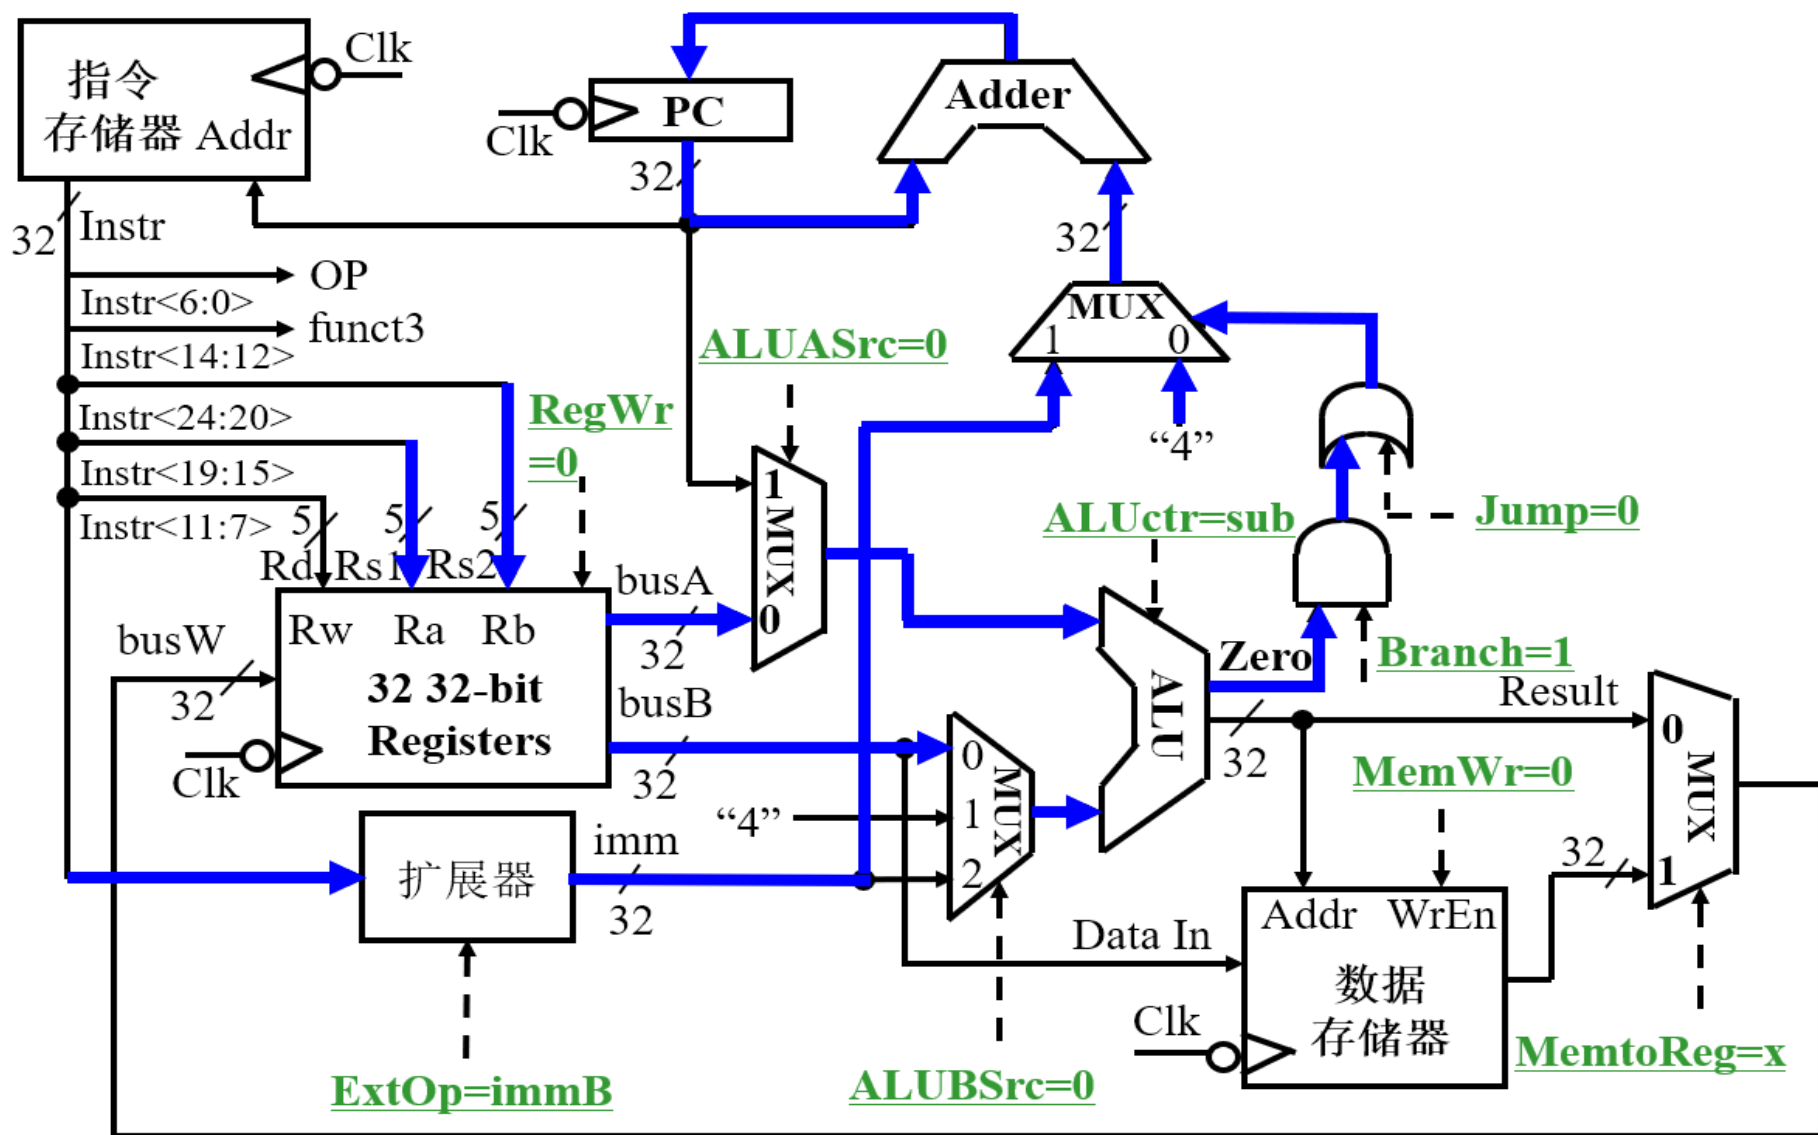 指令
存储器 Addr
Clk
PC
Clk
Adder
32
32
32
Instr
OP
Instr<6:0>
funct3
Instr<14:12>
Instr<24:20>
Instr<19:15>
Instr<11:7>
MUX
1 0
“4”
ALUASrc=0
RegWr
=0
ALUctr=sub
Jump=0
Branch=1
5 5 5
Rd Rs1 Rs2
Rw Ra Rb
32 32-bit
Registers
busW
32
Clk
busA
32
busB
32
1
MUX
0
“4”
0
1
2
MUX
扩展器
imm
32
ExtOp=immB
ALUBSrc=0
ALU
Zero
32
Result
MemWr=0
Addr WrEn
Data In
数据
存储器
Clk
32
0
MUX
1
MemtoReg=x